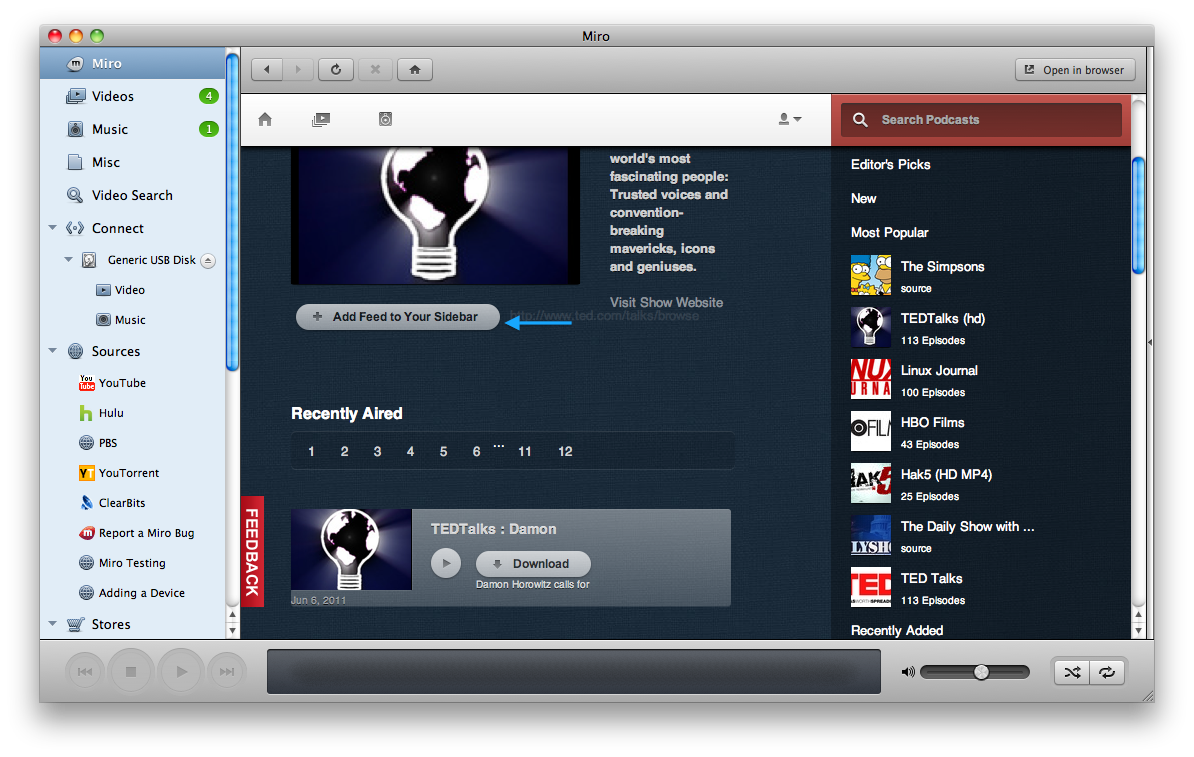 Miro
Miro
Videos
4
Music
1
Misc
Video Search
Connect
Generic USB Disk
Video
Music
Sources
You
Tube
YouTube
h
Hulu
PBS
YT
YouTorrent
ClearBits
m
Report a Miro Bug
Miro Testing
Adding a Device
Stores
Open in browser
world's most
fascinating people:
Trusted voices and
convention-
breaking
mavericks, icons
and geniuses.
Visit Show Website
http://www.ted.com/talks/browse
+ Add Feed to Your Sidebar
Recently Aired
1 2 3 4 5 6 ... 11 12
FEEDBACK
TEDTalks : Damon
Download
Damon Horowitz calls for
Jun 6, 2011
Search Podcasts
Editor's Picks
New
Most Popular
The Simpsons
source
TEDTalks (hd)
113 Episodes
Linux Journal
100 Episodes
HBO Films
43 Episodes
Hak5 (HD MP4)
25 Episodes
The Daily Show with ...
source
TED
TED Talks
113 Episodes
Recently Added